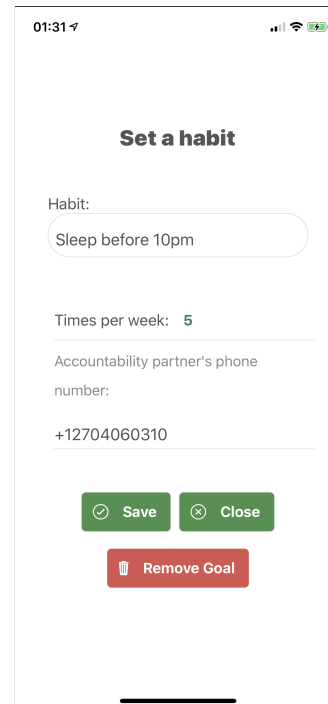 01:31
Set a habit
Habit:
Sleep before 10pm
Times per week: 5
Accountability partner's phone
number:
+12704060310
Save Close
Remove Goal